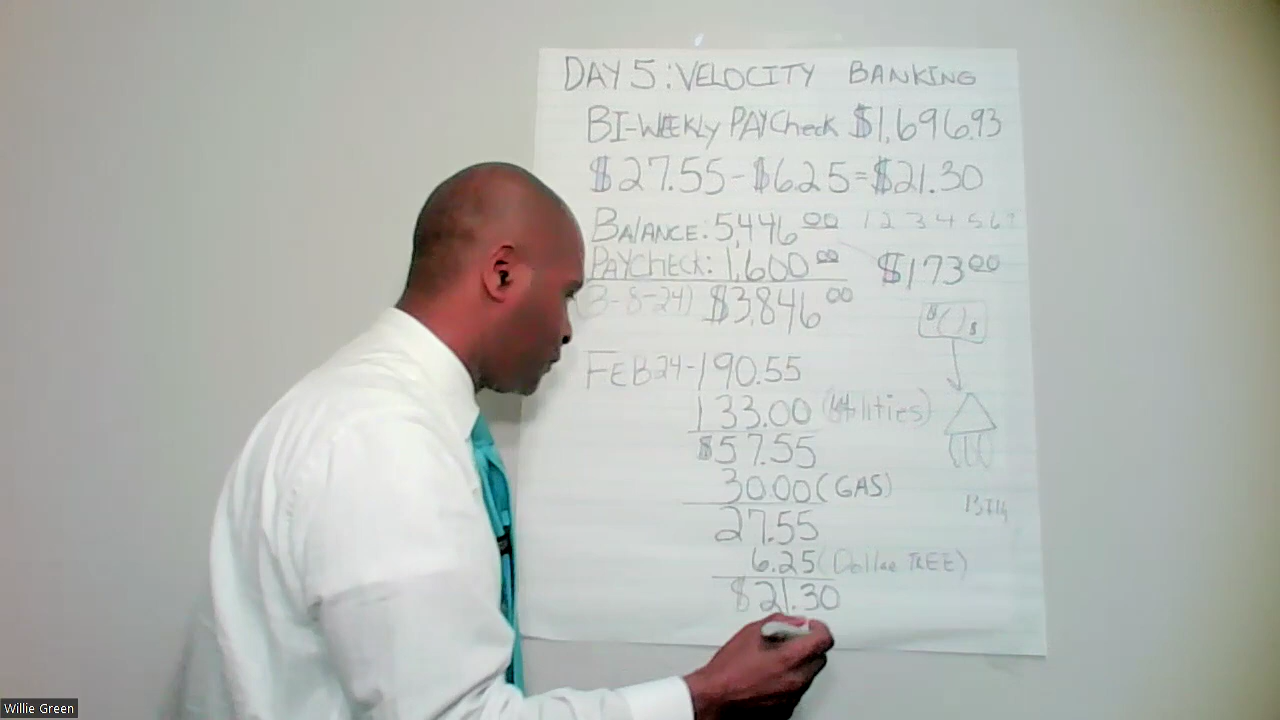 DAY 5: VELOCITY BANKING
BI-WEEKLY PAYCheck $1,696.93
$27.55 - $6.25 = $21.30
BALANCE: 5,446 00 1 2 3 4 5 6 7
PAYCHECK: 1,600 00 $173 00
(3-8-24) $3,846 00
$( )$
FEB 24 - 190.55
133.00 (Utilities)
$57.55
30.00 (GAS)
27.55
6.25 (Dollar TREE)
$21.30
Willie Green